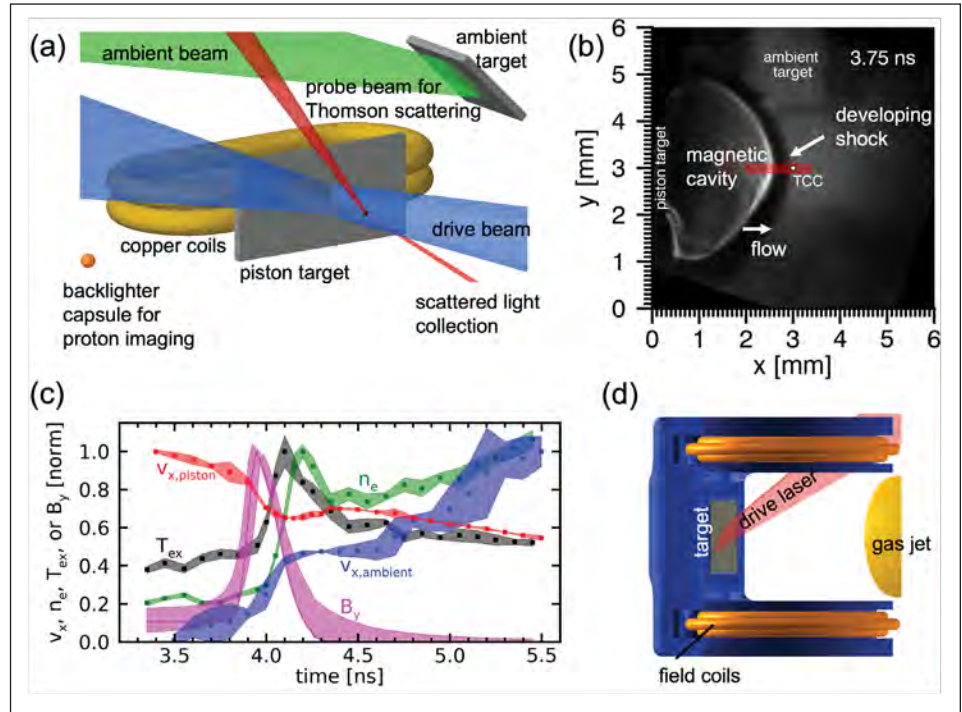 (a)
ambient beam
ambient
target
probe beam for
Thomson scattering
drive beam
copper coils
piston target
backlighter
capsule for
proton imaging
scattered light
collection
(b)
6
5
4
3
2
1
0
y [mm]
piston target
ambient
target
3.75 ns
developing
shock
magnetic
cavity
TCC
flow
0 1 2 3 4 5 6
x [mm]
(c)
1.0
0.8
0.6
0.4
0.2
0.0
v_x, n_e, T_ex, or B_y [norm]
v_x,piston
n_e
T_ex
v_x,ambient
B_y
3.5 4.0 4.5 5.0 5.5
time [ns]
(d)
target
drive laser
gas jet
field coils